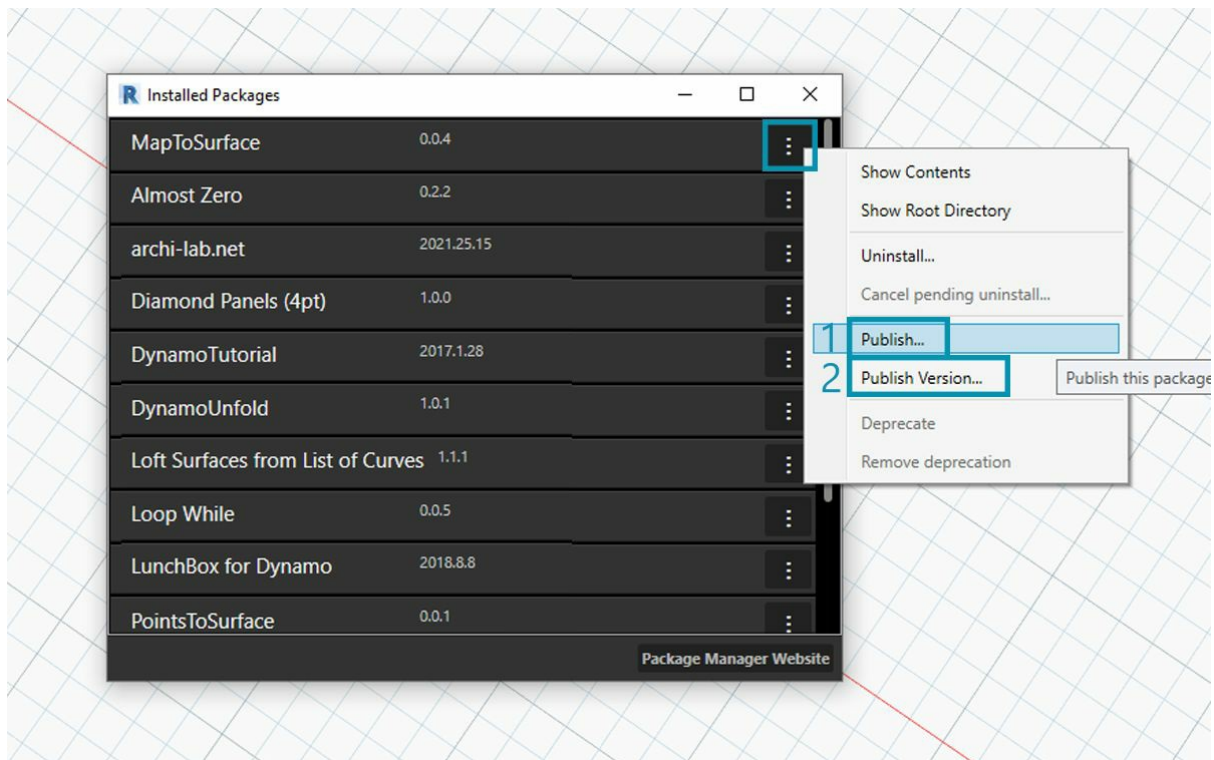 R Installed Packages
MapToSurface 0.0.4
Almost Zero 0.2.2
archi-lab.net 2021.25.15
Diamond Panels (4pt) 1.0.0
DynamoTutorial 2017.1.28
DynamoUnfold 1.0.1
Loft Surfaces from List of Curves 1.1.1
Loop While 0.0.5
LunchBox for Dynamo 2018.8.8
PointsToSurface 0.0.1
Package Manager Website
Show Contents
Show Root Directory
Uninstall...
Cancel pending uninstall...
1 Publish...
2 Publish Version...
Publish this package
Deprecate
Remove deprecation